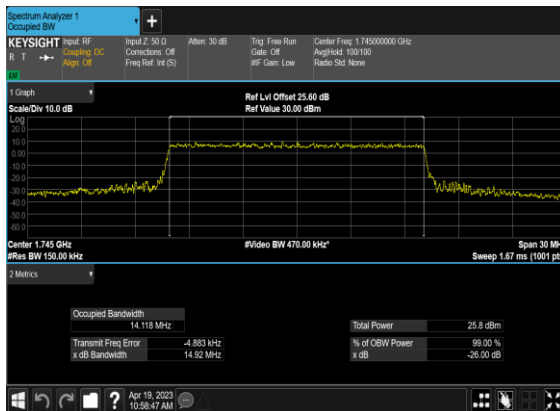 Spectrum Analyzer 1
Occupied BW
KEYSIGHT Input: RF Input Z: 50 Ω Atten: 30 dB Trig: Free Run Center Freq: 1.745000000 GHz
R T Coupling: DC Corrections: Off Gate: Off Avg|Hold: 100/100
Align: Off Freq Ref: Int (S) #IF Gain: Low Radio Std: None
1 Graph
Ref Lvl Offset 25.60 dB
Scale/Div 10.0 dB Ref Value 30.00 dBm
Log
20.0
10.0
0.00
-10.0
-20.0
-30.0
-40.0
-50.0
-60.0
Center 1.745 GHz #Video BW 470.00 kHz* Span 30 MH
#Res BW 150.00 kHz Sweep 1.67 ms (1001 pt
2 Metrics
Occupied Bandwidth
14.118 MHz Total Power 25.8 dBm
Transmit Freq Error -4.883 kHz % of OBW Power 99.00 %
x dB Bandwidth 14.92 MHz x dB -26.00 dB
Apr 19, 2023
10:58:47 AM